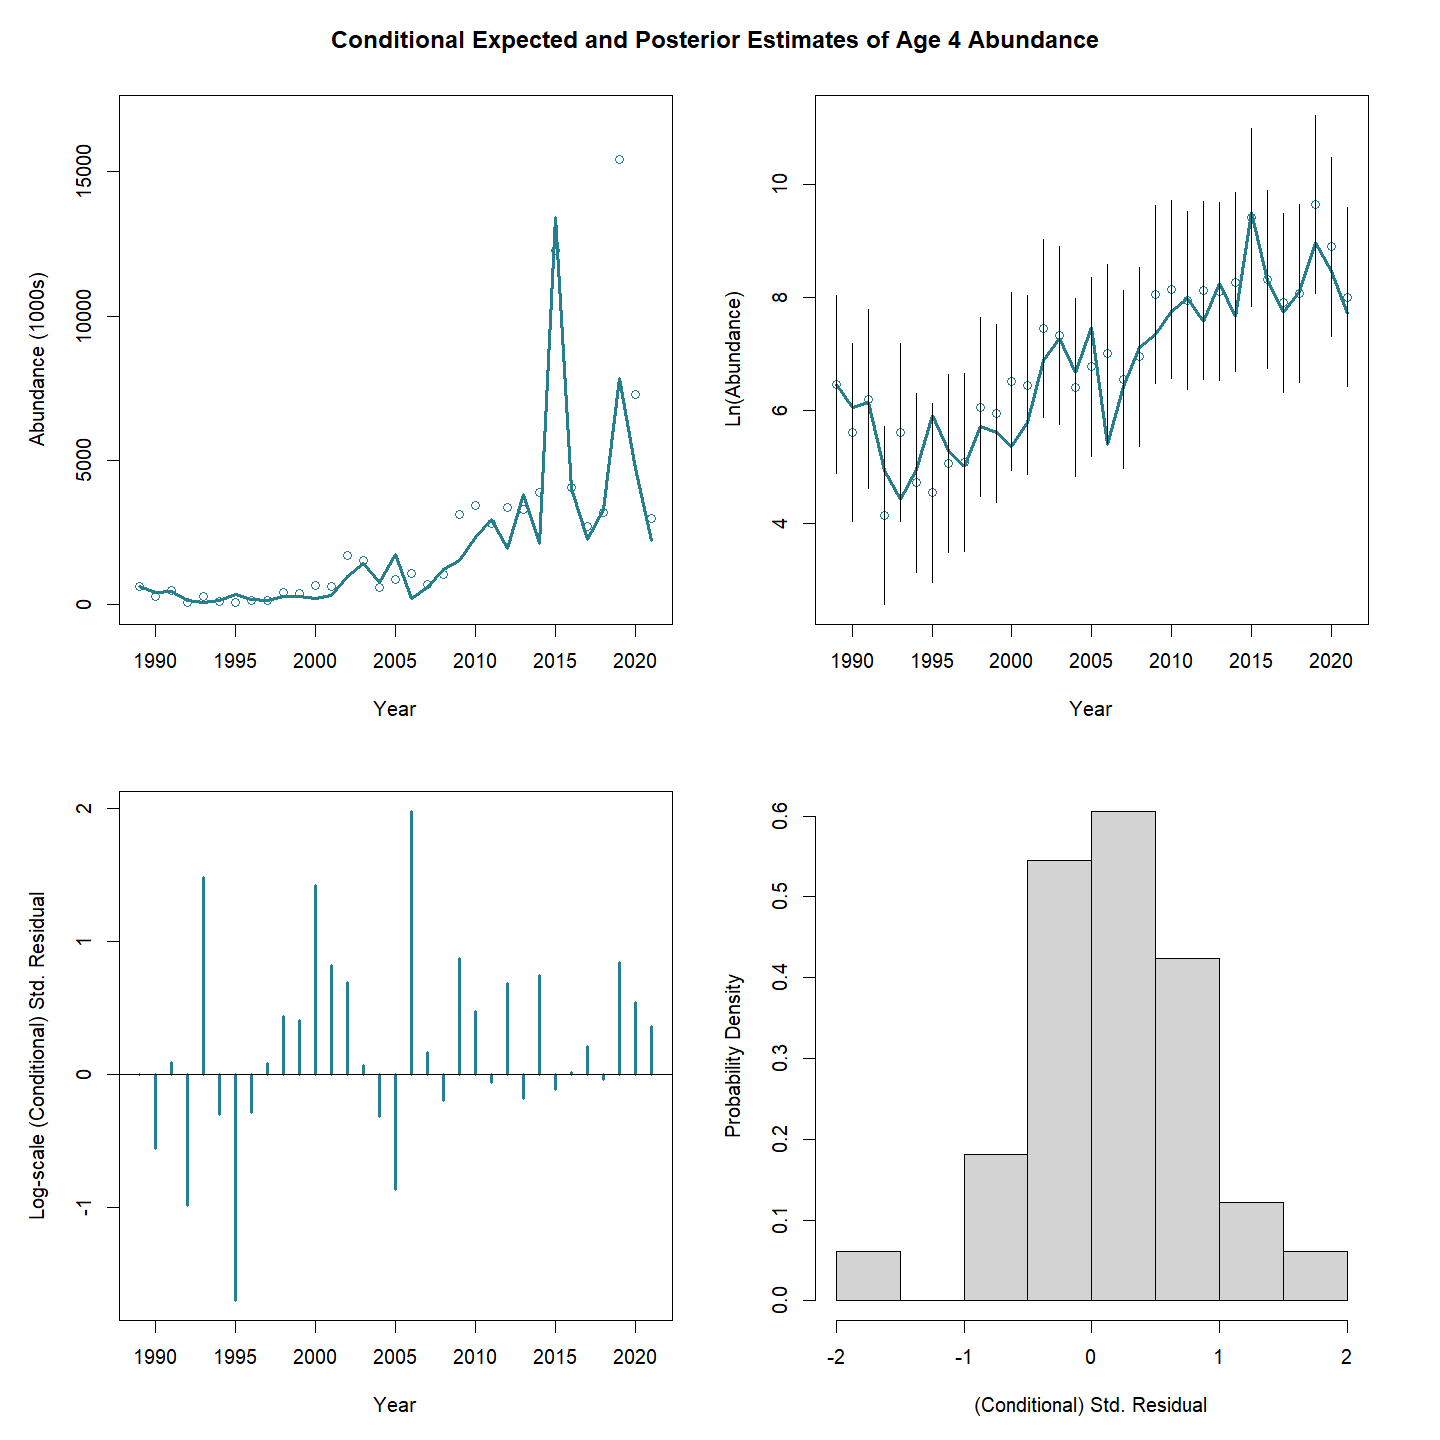 Conditional Expected and Posterior Estimates of Age 4 Abundance
Abundance (1000s)
15000
10000
5000
0
1990 1995 2000 2005 2010 2015 2020
Year
Ln(Abundance)
10
8
6
4
1990 1995 2000 2005 2010 2015 2020
Year
Log-scale (Conditional) Std. Residual
2
1
0
-1
1990 1995 2000 2005 2010 2015 2020
Year
Probability Density
0.6
0.5
0.4
0.3
0.2
0.1
0.0
-2 -1 0 1 2
(Conditional) Std. Residual